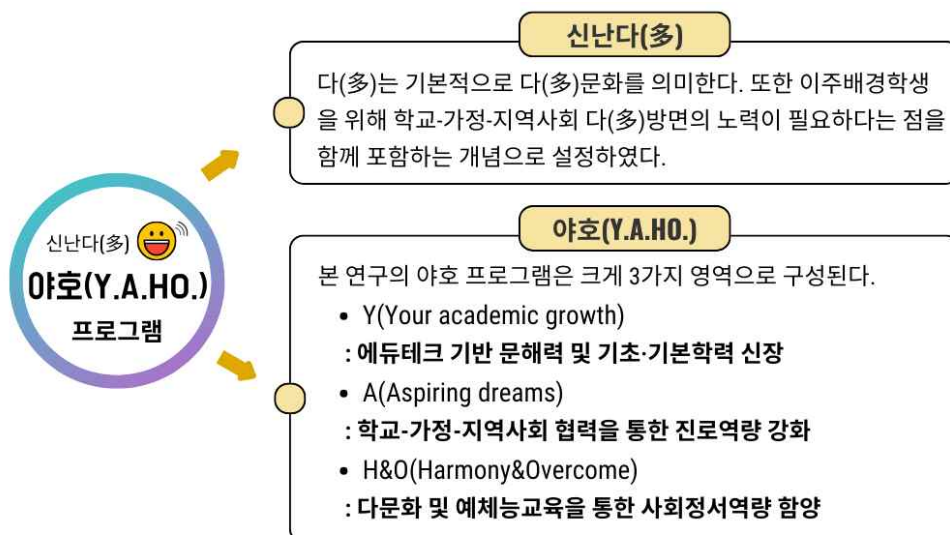 신난다(多)
다(多)는 기본적으로 다(多)문화를 의미한다. 또한 이주배경학생
을 위해 학교-가정-지역사회 다(多)방면의 노력이 필요하다는 점을
함께 포함하는 개념으로 설정하였다.
신난다(多)
야호(Y.A.HO.)
프로그램
야호(Y.A.HO.)
본 연구의 야호 프로그램은 크게 3가지 영역으로 구성된다.
• Y(Your academic growth)
: 에듀테크 기반 문해력 및 기초·기본학력 신장
• A(Aspiring dreams)
: 학교-가정-지역사회 협력을 통한 진로역량 강화
• H&O(Harmony&Overcome)
: 다문화 및 예체능교육을 통한 사회정서역량 함양